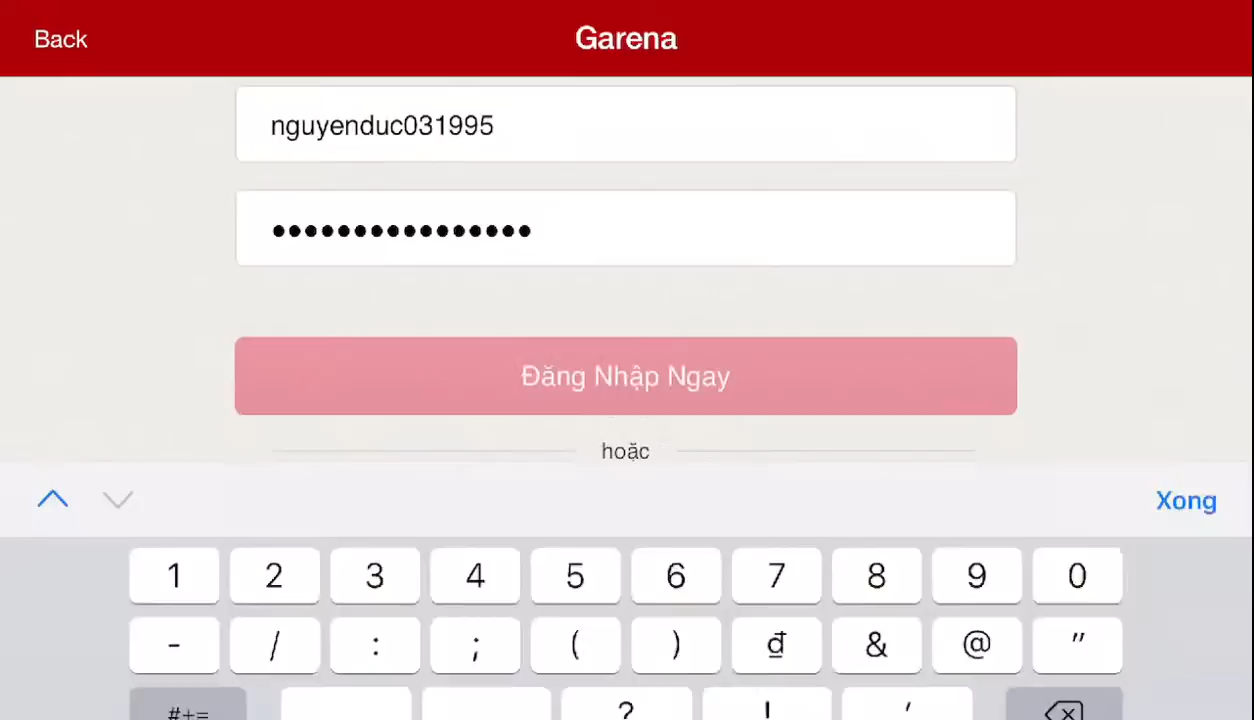 Back
Garena
nguyenduc031995
••••••••••••••••
Đăng Nhập Ngay
hoặc
Xong
1 2 3 4 5 6 7 8 9 0
- / : ; ( ) ₫ & @ "
#+= ? ! '